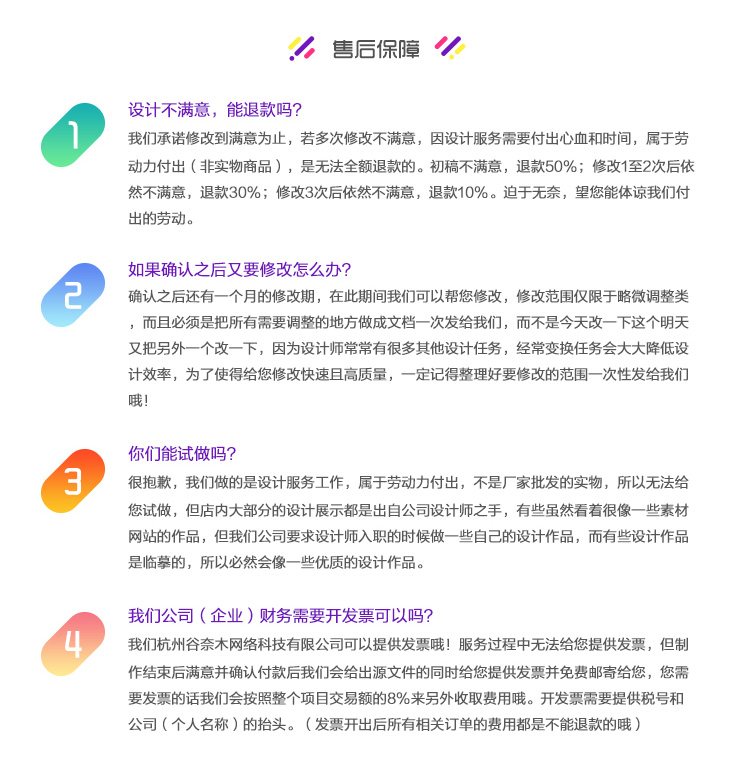 售后保障
1
设计不满意，能退款吗？
我们承诺修改到满意为止，若多次修改不满意，因设计服务需要付出心血和时间，属于劳
动力付出（非实物商品），是无法全额退款的。初稿不满意，退款50%；修改1至2次后依
然不满意，退款30%；修改3次后依然不满意，退款10%。迫于无奈，望您能体谅我们付
出的劳动。
2
如果确认之后又要修改怎么办？
确认之后还有一个月的修改期，在此期间我们可以帮您修改，修改范围仅限于略微调整类
，而且必须是把所有需要调整的地方做成文档一次发给我们，而不是今天改一下这个明天
又把另外一个改一下，因为设计师常常有很多其他设计任务，经常变换任务会大大降低设
计效率，为了使得给您修改快速且高质量，一定记得整理好要修改的范围一次性发给我们
哦！
3
你们能试做吗？
很抱歉，我们做的是设计服务工作，属于劳动力付出，不是厂家批发的实物，所以无法给
您试做，但店内大部分的设计展示都是出自公司设计师之手，有些虽然看着很像一些素材
网站的作品，但我们公司要求设计师入职的时候做一些自己的设计作品，而有些设计作品
是临摹的，所以必然会像一些优质的设计作品。
4
我们公司（企业）财务需要开发票可以吗？
我们杭州谷奈木网络科技有限公司可以提供发票哦！服务过程中无法给您提供发票，但制
作结束后满意并确认付款后我们会给出源文件的同时给您提供发票并免费邮寄给您，您需
要发票的话我们会按照整个项目交易额的8%来另外收取费用哦。开发票需要提供税号和
公司（个人名称）的抬头。（发票开出后所有相关订单的费用都是不能退款的哦）